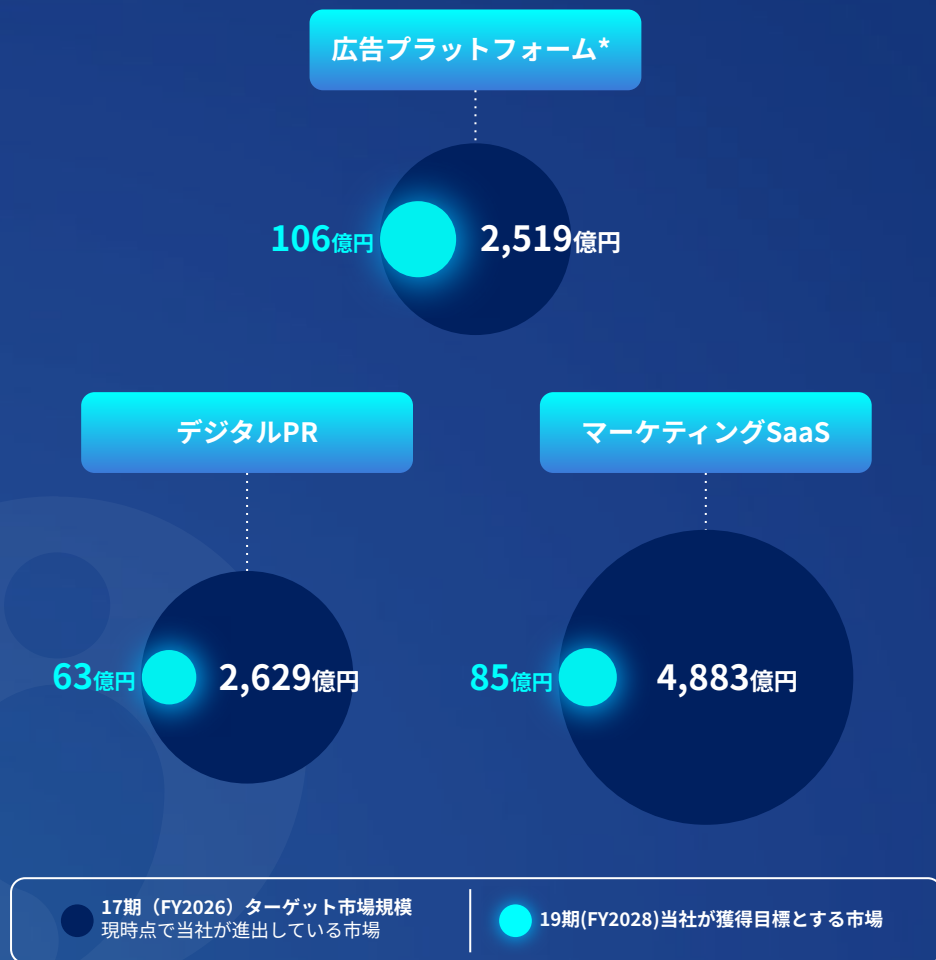 広告プラットフォーム*
106億円
2,519億円
デジタルPR
マーケティングSaaS
63億円
2,629億円
85億円
4,883億円
17期（FY2026）ターゲット市場規模
現時点で当社が進出している市場
19期(FY2028)当社が獲得目標とする市場